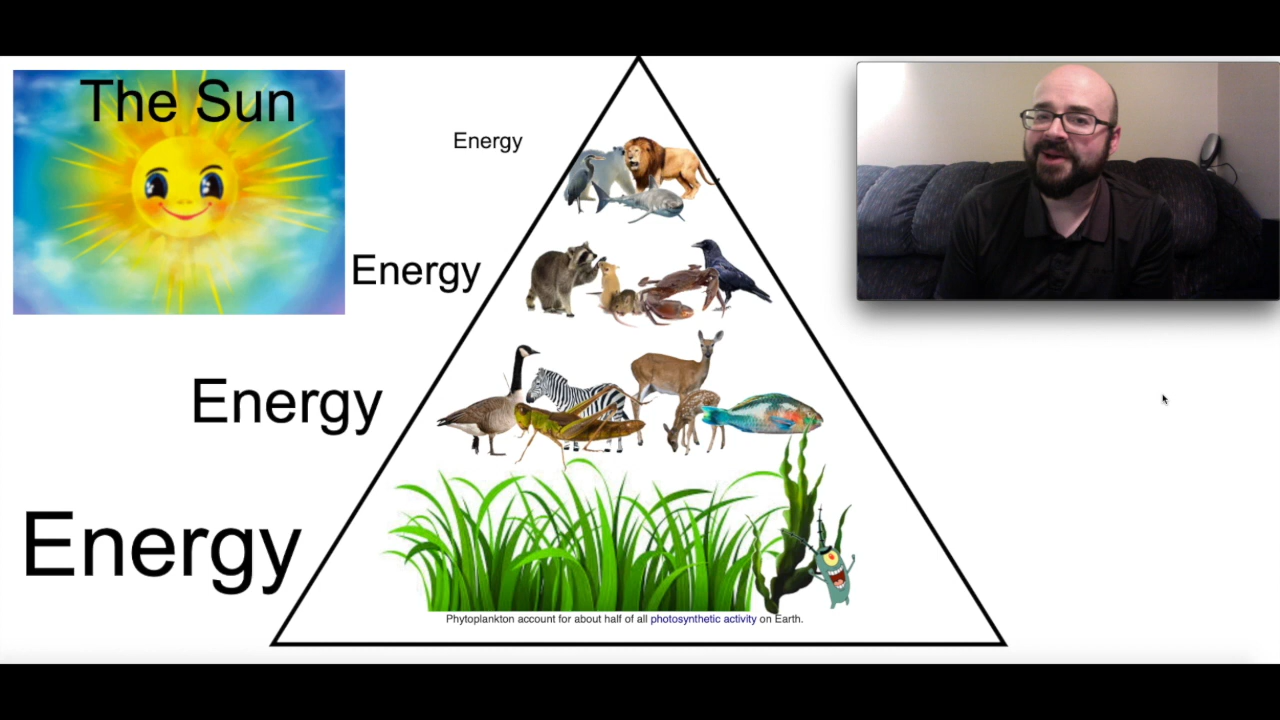 The Sun
Energy
Energy
Energy
Energy
Phytoplankton account for about half of all photosynthetic activity on Earth.